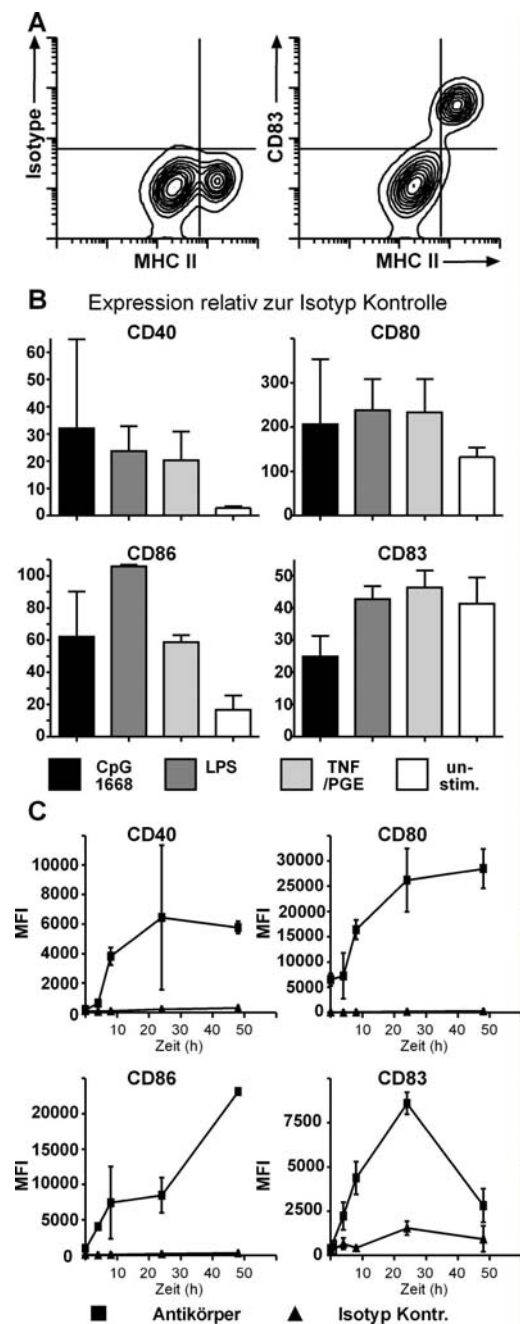 A
Isotype
MHC II
CD83
MHC II
B
Expression relativ zur Isotyp Kontrolle
CD40
60
50
40
30
20
10
0
CD80
300
200
100
0
CD86
100
80
60
40
20
0
CD83
50
40
30
20
10
0
CpG
1668
LPS
TNF
/PGE
un-
stim.
C
CD40
MFI
10000
8000
6000
4000
2000
0
10 20 30 40 50
Zeit (h)
CD80
MFI
30000
25000
20000
15000
10000
5000
0
10 20 30 40 50
Zeit (h)
CD86
MFI
20000
15000
10000
5000
0
10 20 30 40 50
Zeit (h)
CD83
MFI
7500
5000
2500
0
0 10 20 30 40 50
Zeit (h)
Antikörper
Isotyp Kontr.